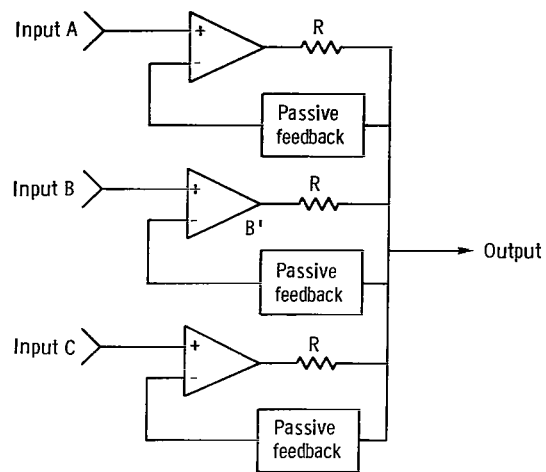 Input A
+
-
R
Passive
feedback
Input B
+
-
B'
R
Passive
feedback
Output
Input C
+
-
R
Passive
feedback